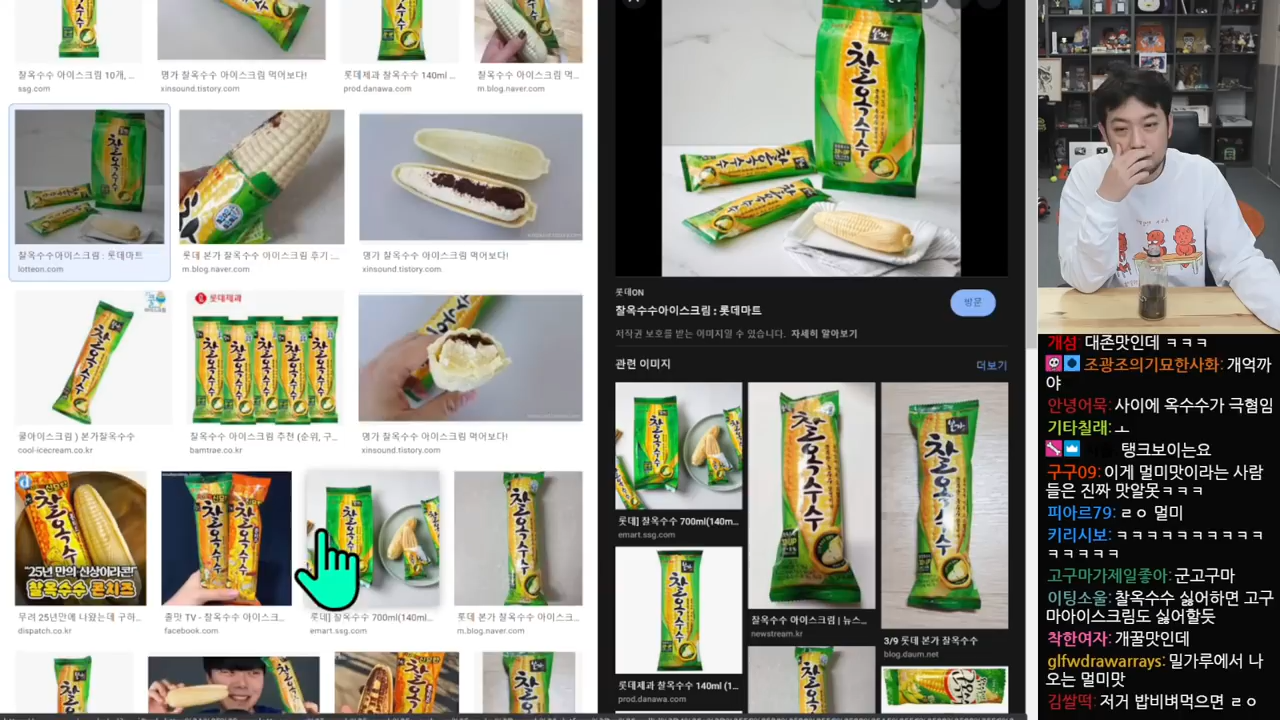 찰옥수수 아이스크림 10개, ...
ssg.com
명가 찰옥수수 아이스크림 먹어보다!
xinsound.tistory.com
롯데제과 찰옥수수 140ml ...
prod.danawa.com
찰옥수수 아이스크림 먹...
m.blog.naver.com
찰옥수수아이스크림 : 롯데마트
lotteon.com
롯데 본가 찰옥수수 아이스크림 후기 :...
m.blog.naver.com
명가 찰옥수수 아이스크림 먹어보다!
xinsound.tistory.com
쿨아이스크림 ) 본가찰옥수수
cool-icecream.co.kr
롯데제과
찰옥수수 아이스크림 추천 (순위, 구...
bamtrae.co.kr
명가 찰옥수수 아이스크림 먹어보다!
xinsound.tistory.com
찰옥수수
"25년 만의 신상이라콘!"
찰옥수수 콘치즈
무려 25년만에 나왔는데 구하...
dispatch.co.kr
출맛 TV - 찰옥수수 아이스크...
facebook.com
롯데] 찰옥수수 700ml(140m...
emart.ssg.com
롯데 본가 찰옥수수 아이스크...
m.blog.naver.com
찰옥수수
롯데ON
찰옥수수아이스크림 : 롯데마트
방문
저작권 보호를 받는 이미지일 수 있습니다. 자세히 알아보기
관련 이미지
더보기
롯데] 찰옥수수 700ml(140m...
emart.ssg.com
찰옥수수
찰옥수수 아이스크림 | 뉴스...
newstream.kr
찰옥수수
3/9 롯데 본가 찰옥수수
blog.daum.net
찰옥수수
롯데제과 찰옥수수 140ml (1...
prod.danawa.com
개섬: 대존맛인데 ㅋㅋㅋ
조광조의기묘한사화: 개억까
야
안녕어묵: 사이에 옥수수가 극혐임
기타칠래: ㅗ
탱크보이는요
구구09: 이게 멀미맛이라는 사람
들은 진짜 맛알못ㅋㅋㅋ
피아르79: ㄹㅇ 멀미
키리시보: ㅋㅋㅋㅋㅋㅋㅋㅋㅋㅋ
ㅋㅋㅋㅋㅋ
고구마가제일좋아: 군고구마
이팅소울: 찰옥수수 싫어하면 고구
마아이스크림도 싫어할듯
착한여자: 개꿀맛인데
glfwdrawarrays: 밀가루에서 나
오는 멀미맛
김쌀떡: 저거 밥비벼먹으면 ㄹㅇ